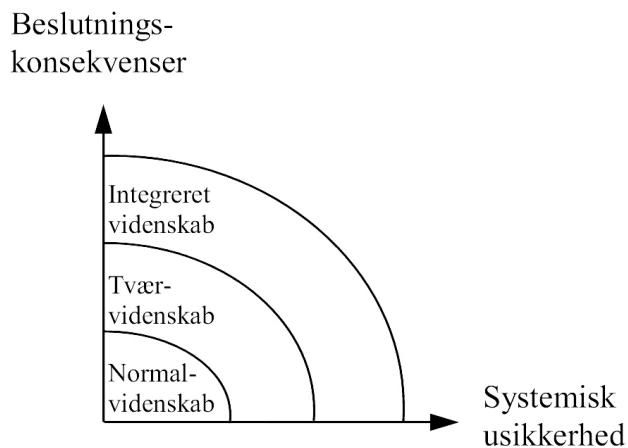 Beslutnings-
konsekvenser
Integreret
videnskab
Tvær-
videnskab
Normal-
videnskab
Systemisk
usikkerhed